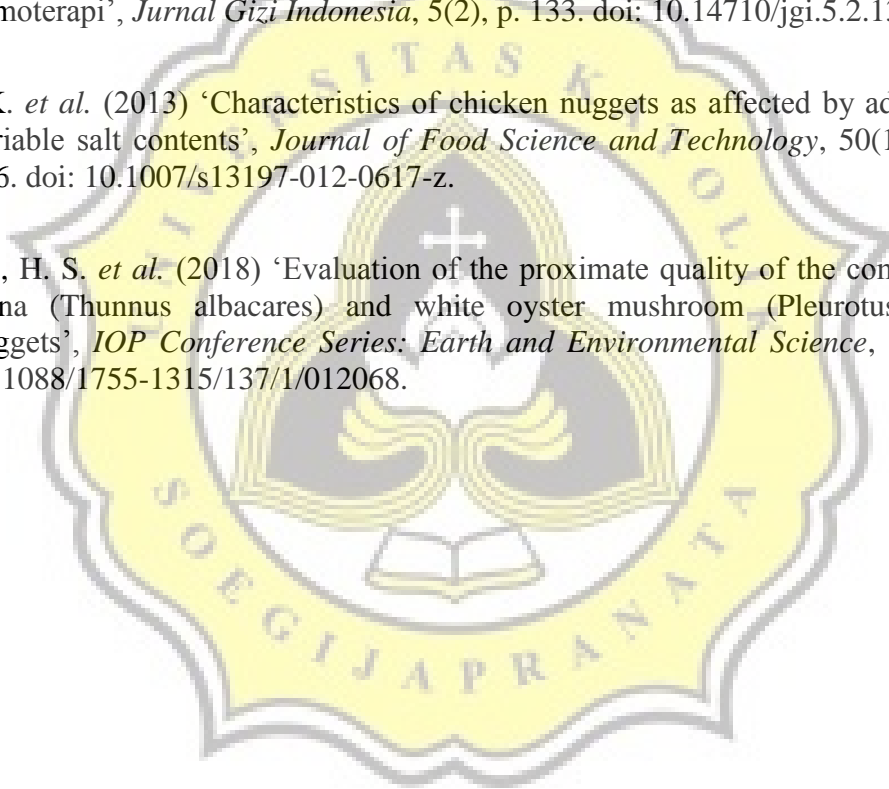 moterapi’, Jurnal Gizi Indonesia, 5(2), p. 133. doi: 10.14710/jgi.5.2.13
K. et al. (2013) ‘Characteristics of chicken nuggets as affected by ad
riable salt contents’, Journal of Food Science and Technology, 50(1
6. doi: 10.1007/s13197-012-0617-z.
, H. S. et al. (2018) ‘Evaluation of the proximate quality of the con
na (Thunnus albacares) and white oyster mushroom (Pleurotus
ggets’, IOP Conference Series: Earth and Environmental Science,
1088/1755-1315/137/1/012068.
UNIVERSITAS KATOLIK
SOEGIJAPRANATA